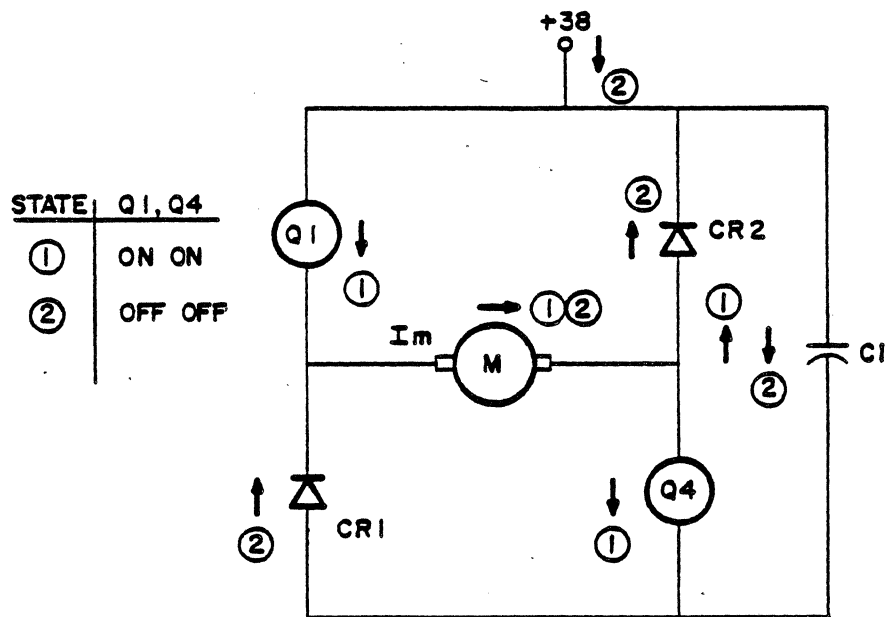 +38
②
STATE Q1, Q4
① ON ON
② OFF OFF
Q1
①
②
CR2
Im
① ②
M
①
②
C1
②
CR1
①
Q4